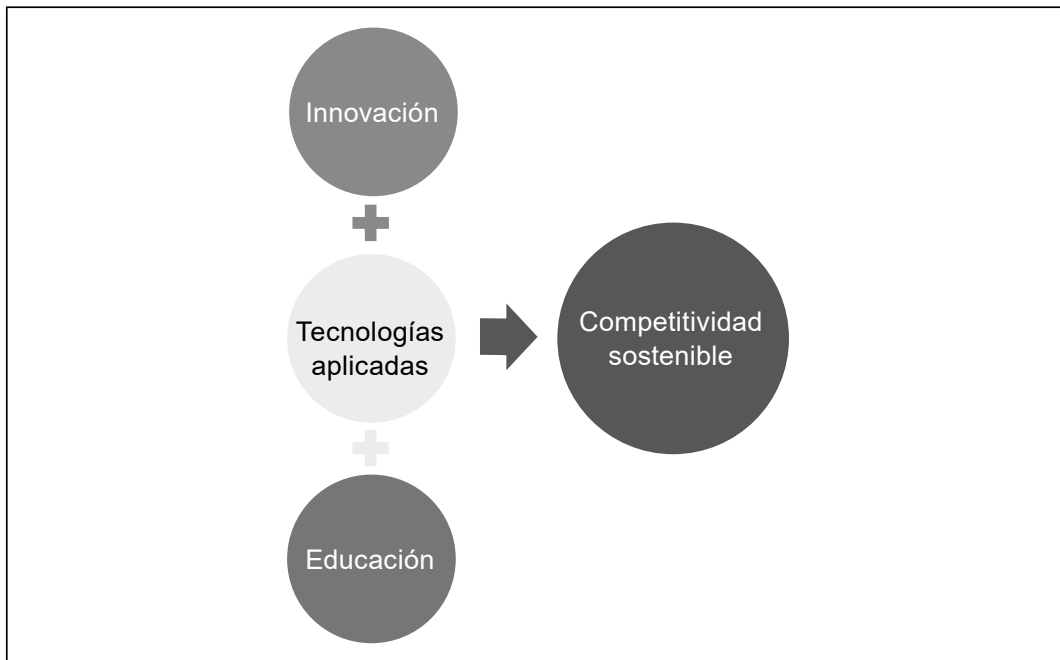 Innovación
Tecnologías
aplicadas
Competitividad
sostenible
Educación